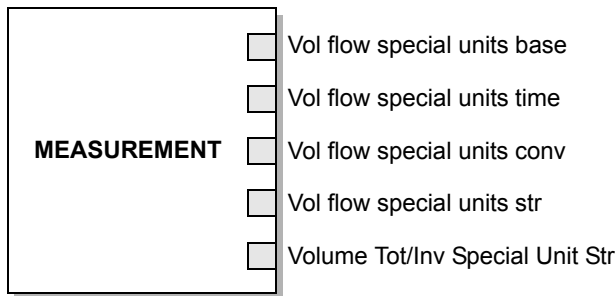 MEASUREMENT
Vol flow special units base
Vol flow special units time
Vol flow special units conv
Vol flow special units str
Volume Tot/Inv Special Unit Str